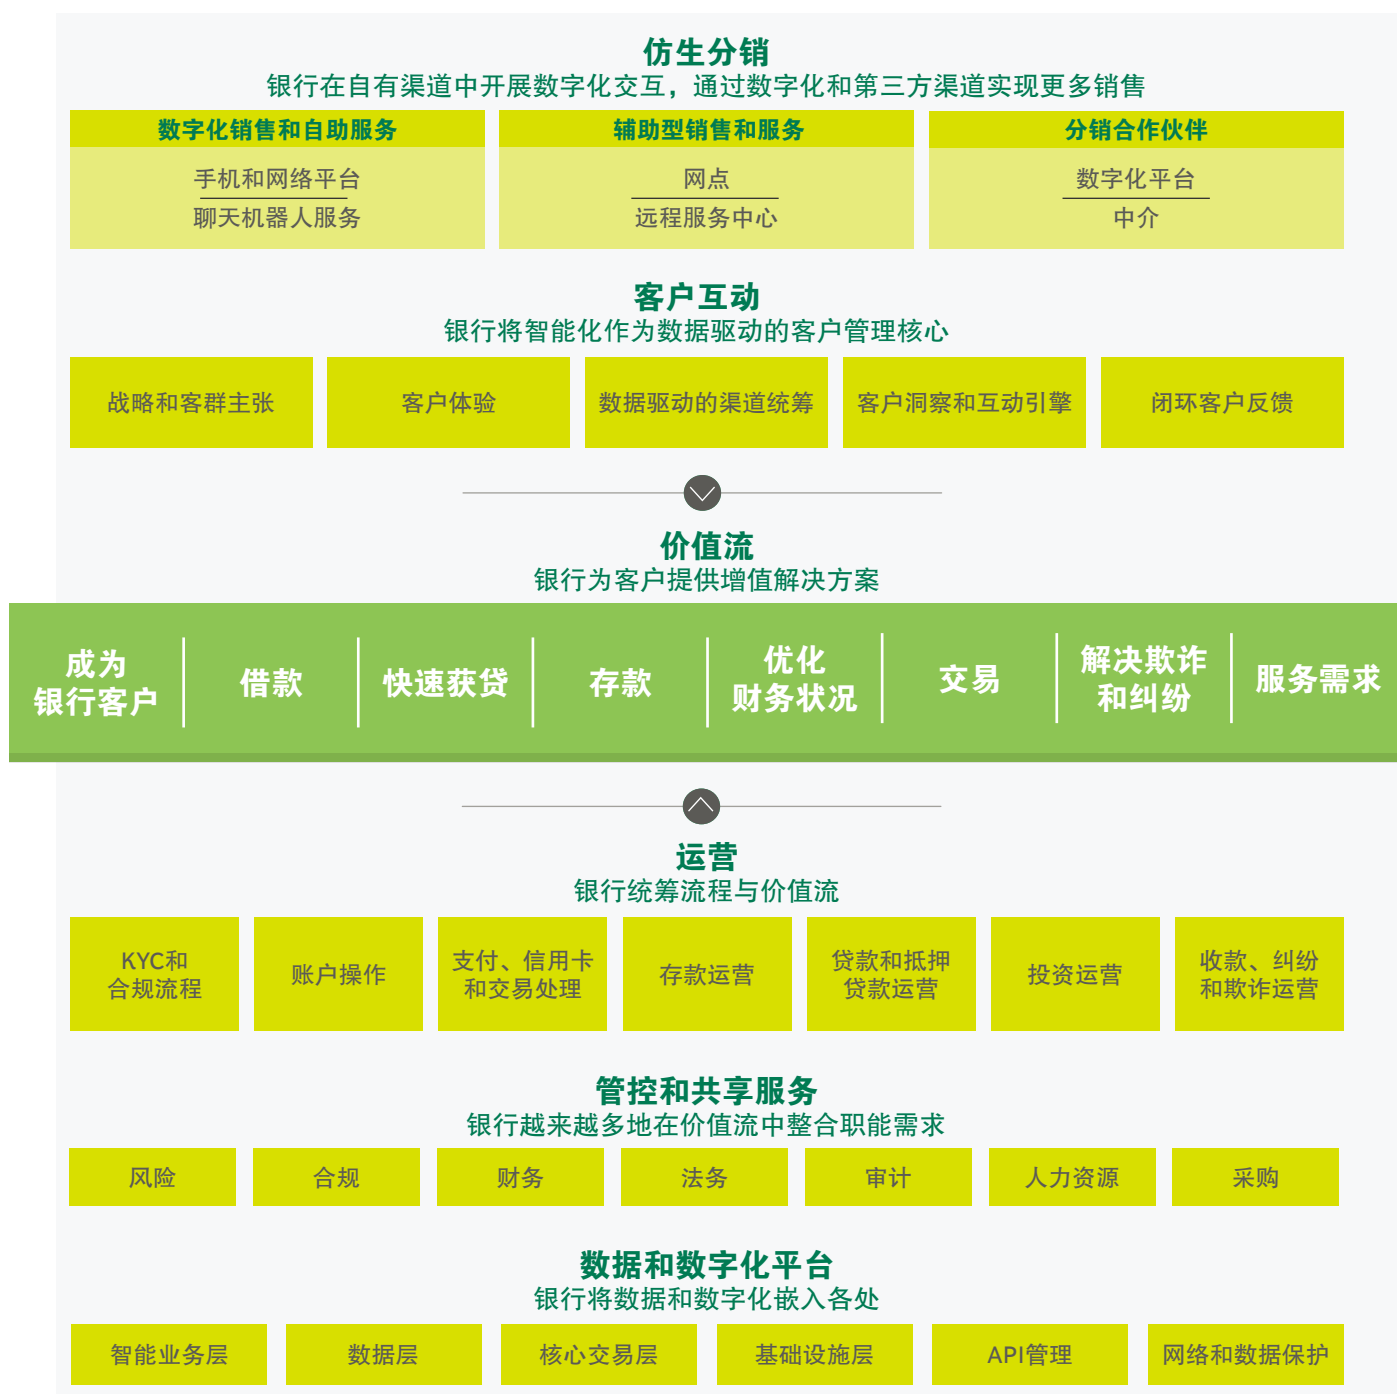 仿生分销
银行在自有渠道中开展数字化交互，通过数字化和第三方渠道实现更多销售
数字化销售和自助服务
手机和网络平台
聊天机器人服务
辅助型销售和服务
网点
远程服务中心
分销合作伙伴
数字化平台
中介
客户互动
银行将智能化作为数据驱动的客户管理核心
战略和客群主张
客户体验
数据驱动的渠道统筹
客户洞察和互动引擎
闭环客户反馈
价值流
银行为客户提供增值解决方案
成为
银行客户
借款
快速获贷
存款
优化
财务状况
交易
解决欺诈
和纠纷
服务需求
运营
银行统筹流程与价值流
KYC和
合规流程
账户操作
支付、信用卡
和交易处理
存款运营
贷款和抵押
贷款运营
投资运营
收款、纠纷
和欺诈运营
管控和共享服务
银行越来越多地在价值流中整合职能需求
风险
合规
财务
法务
审计
人力资源
采购
数据和数字化平台
银行将数据和数字化嵌入各处
智能业务层
数据层
核心交易层
基础设施层
API管理
网络和数据保护